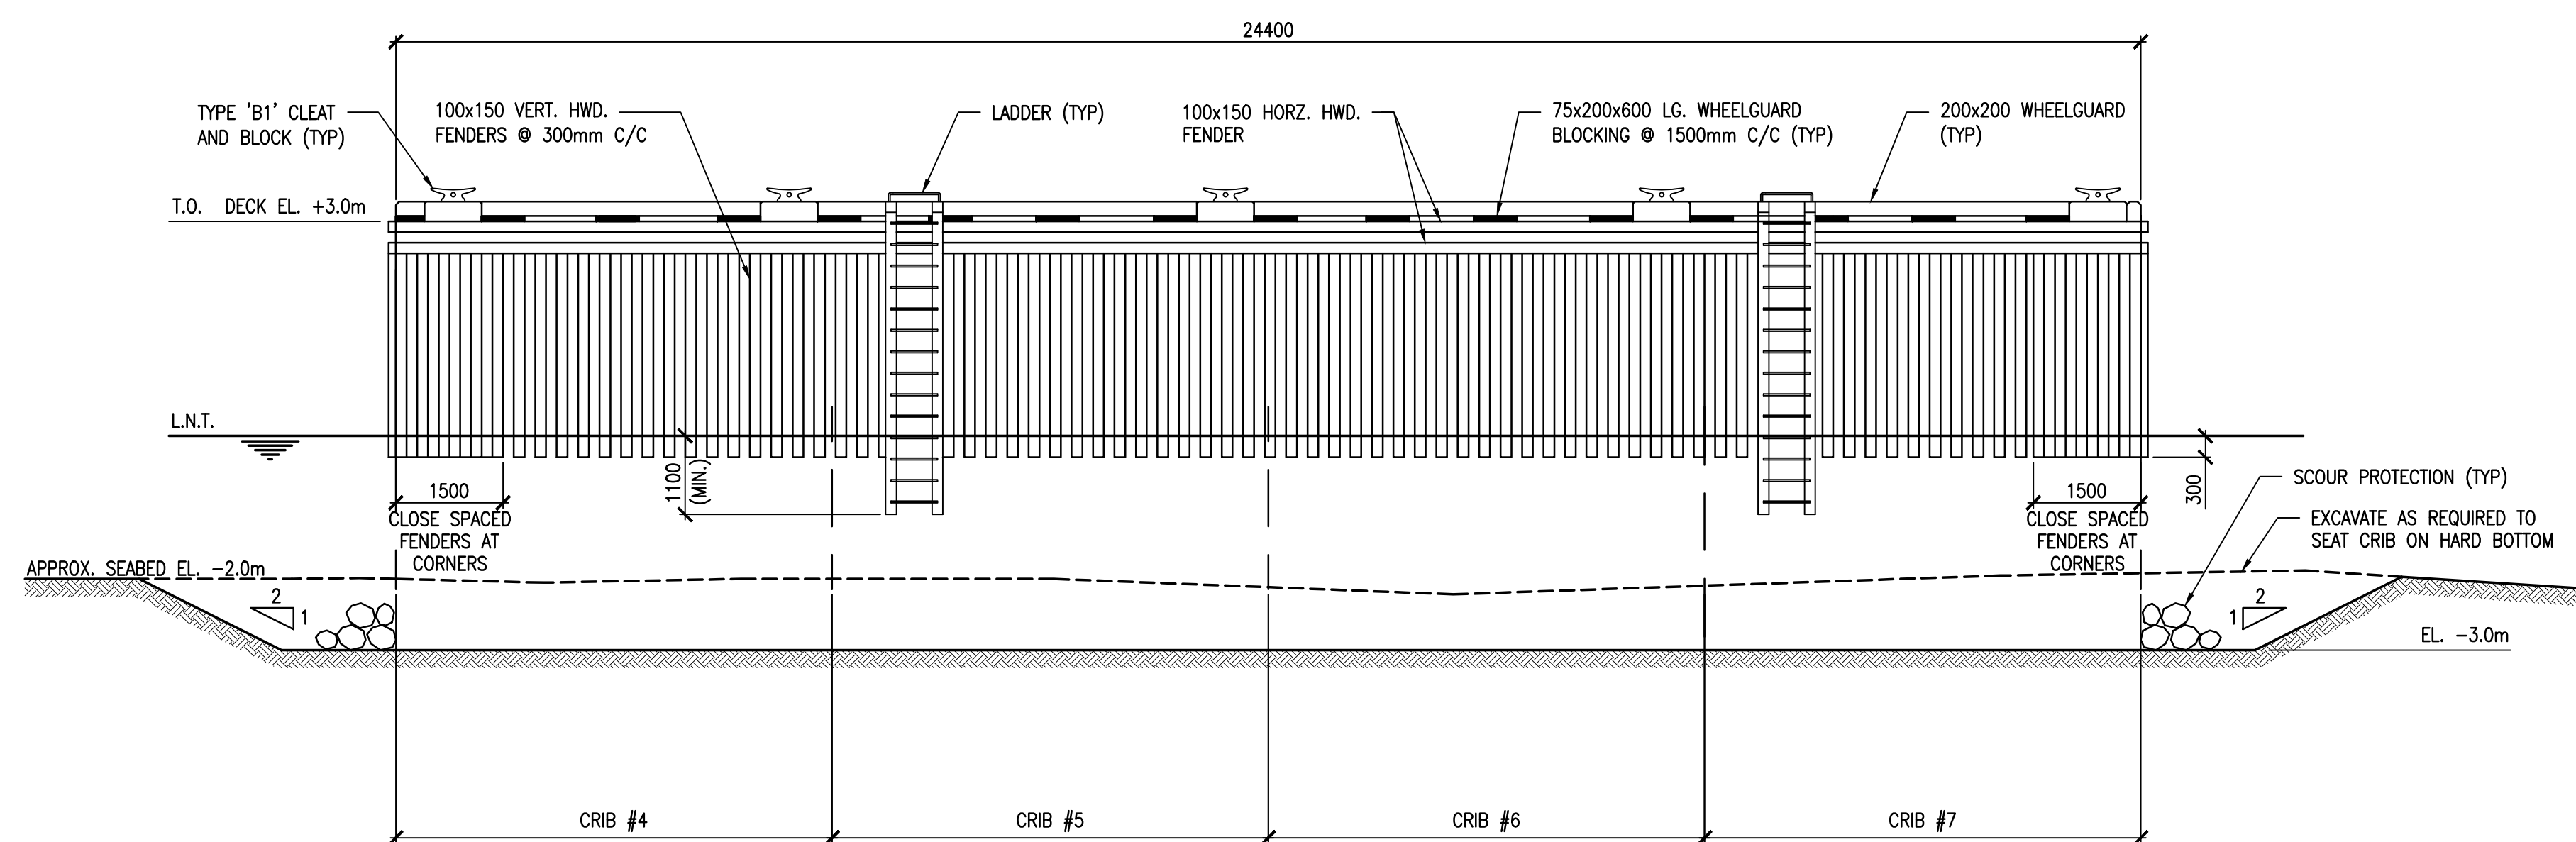 24400
TYPE 'B1' CLEAT
AND BLOCK (TYP)
100x150 VERT. HWD.
FENDERS @ 300mm C/C
LADDER (TYP)
100x150 HORZ. HWD.
FENDER
75x200x600 LG. WHEELGUARD
BLOCKING @ 1500mm C/C (TYP)
200x200 WHEELGUARD
(TYP)
T.O. DECK EL. +3.0m
L.N.T.
1100
(MIN.)
300
1500
CLOSE SPACED
FENDERS AT
CORNERS
1500
CLOSE SPACED
FENDERS AT
CORNERS
SCOUR PROTECTION (TYP)
EXCAVATE AS REQUIRED TO
SEAT CRIB ON HARD BOTTOM
APPROX. SEABED EL. -2.0m
2
1
2
1
EL. -3.0m
CRIB #4
CRIB #5
CRIB #6
CRIB #7